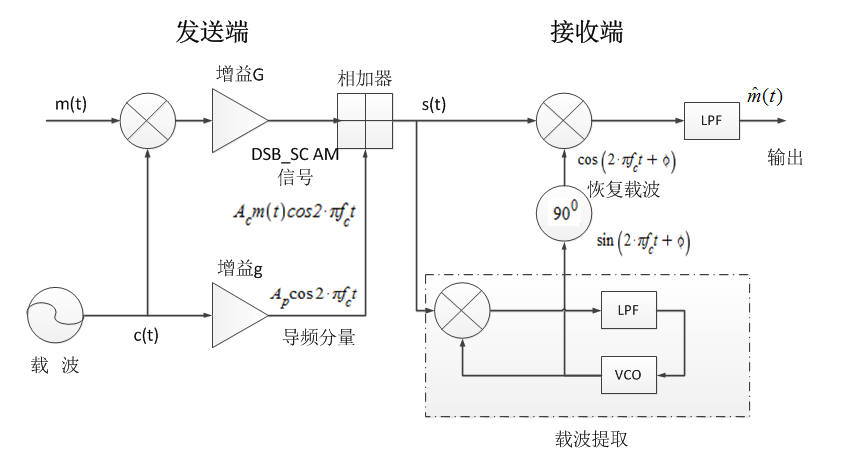 发送端
接收端
增益G
相加器
m(t)
s(t)
LPF
m̂(t)
输出
DSB_SC AM
信号
A_c m(t)cos2·πf_c t
cos(2·πf_c t+ϕ)
恢复载波
90⁰
sin(2·πf_c t+ϕ)
增益g
A_p cos2·πf_c t
导频分量
c(t)
载 波
LPF
VCO
载波提取